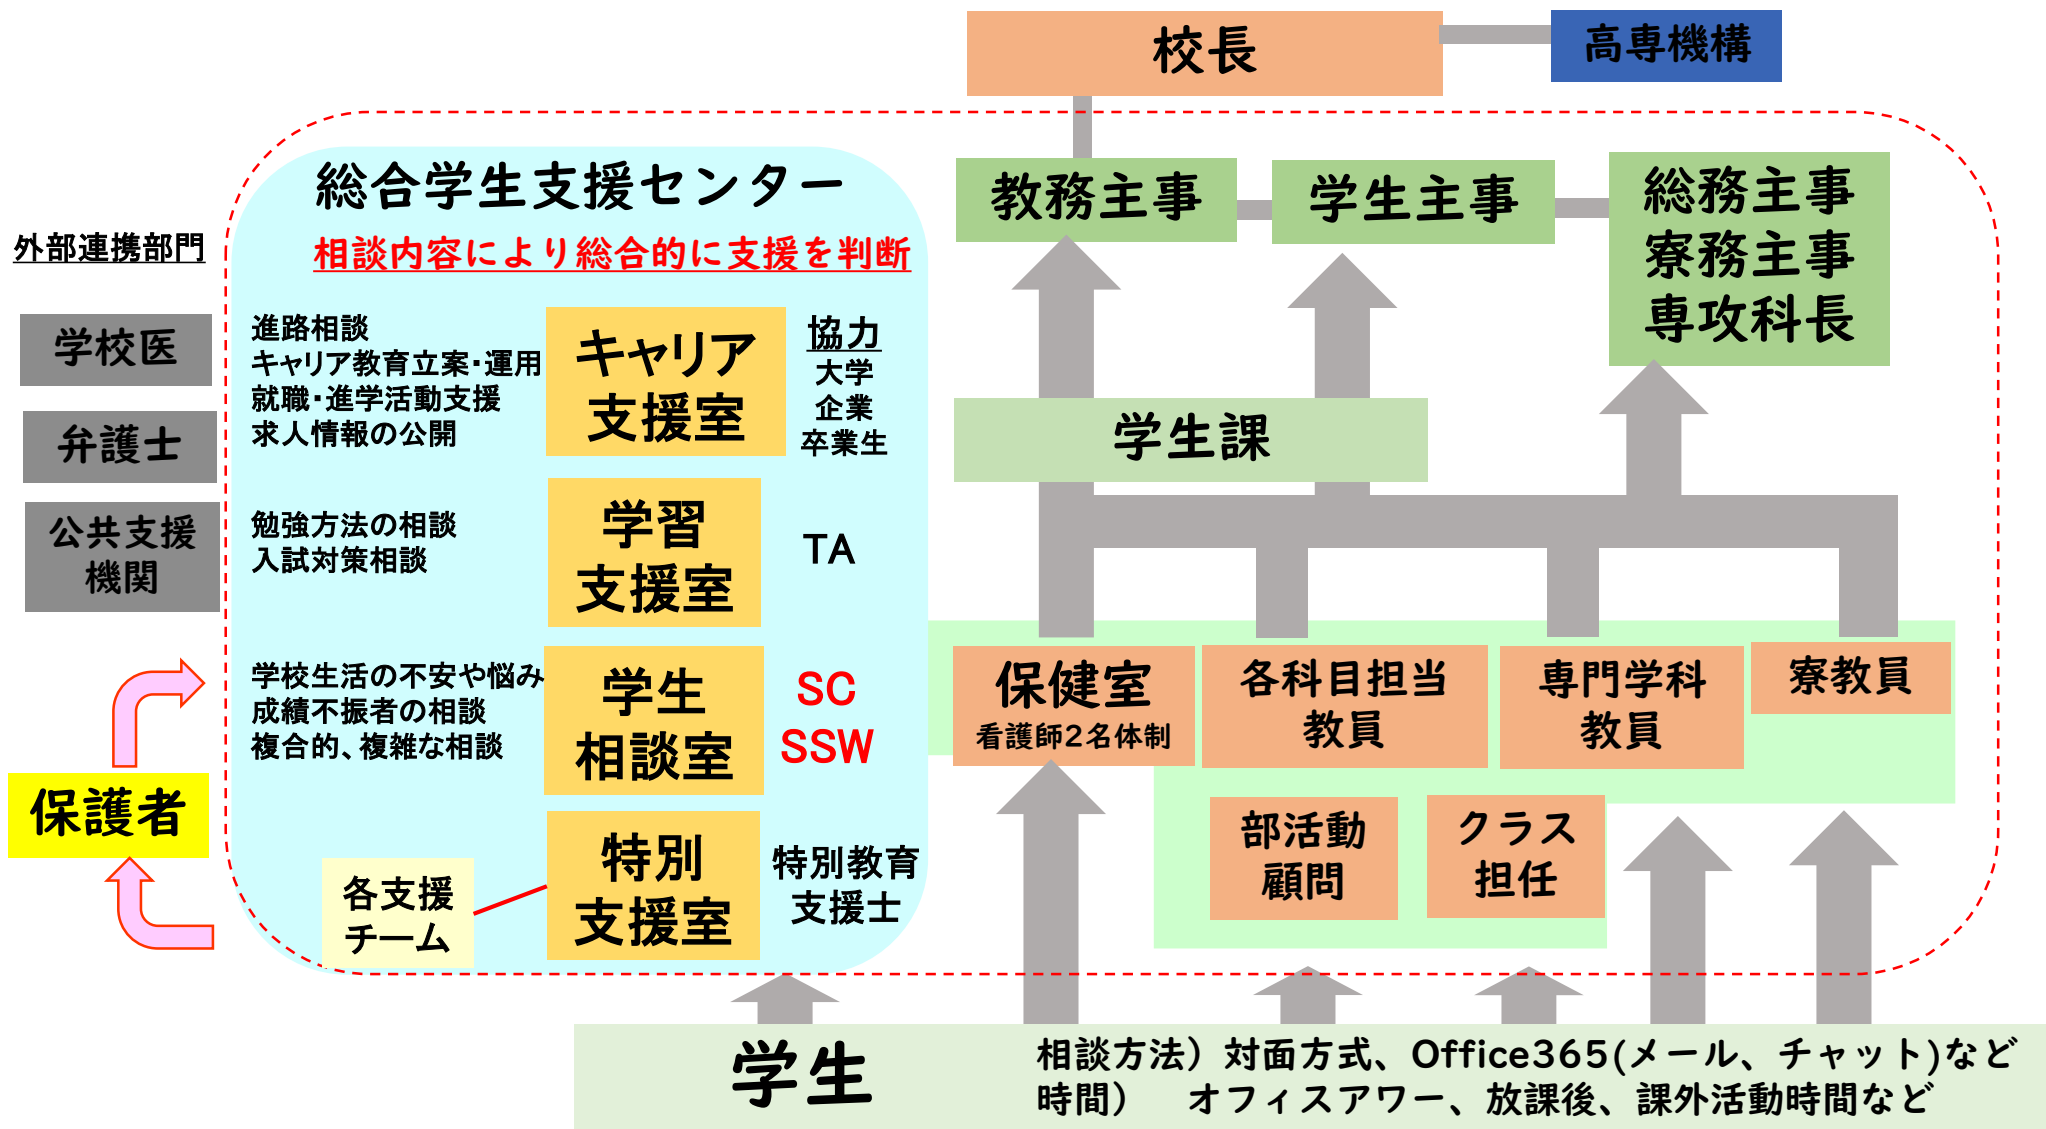 校長
高専機構
総合学生支援センター
相談内容により総合的に支援を判断
教務主事
学生主事
総務主事
寮務主事
専攻科長
外部連携部門
学校医
弁護士
公共支援
機関
進路相談
キャリア教育立案・運用
就職・進学活動支援
求人情報の公開
キャリア
支援室
協力
大学
企業
卒業生
学生課
勉強方法の相談
入試対策相談
学習
支援室
TA
学校生活の不安や悩み
成績不振者の相談
複合的、複雑な相談
学生
相談室
SC
SSW
保健室
看護師2名体制
各科目担当
教員
専門学科
教員
寮教員
保護者
各支援
チーム
特別
支援室
特別教育
支援士
部活動
顧問
クラス
担任
学生
相談方法）対面方式、Office365(メール、チャット)など
時間）　オフィスアワー、放課後、課外活動時間など